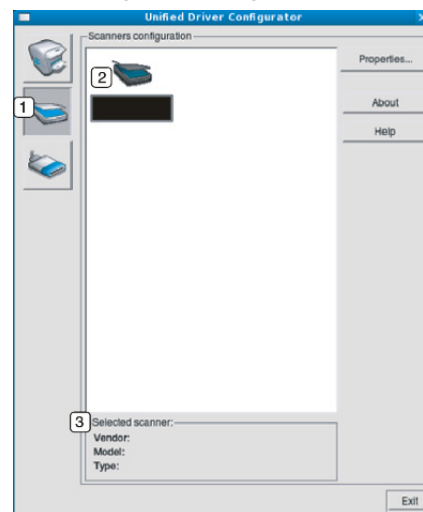 Unified Driver Configurator
Scanners configuration
Properties...
2
About
1
Help
3
Selected scanner:
Vendor:
Model:
Type:
Exit